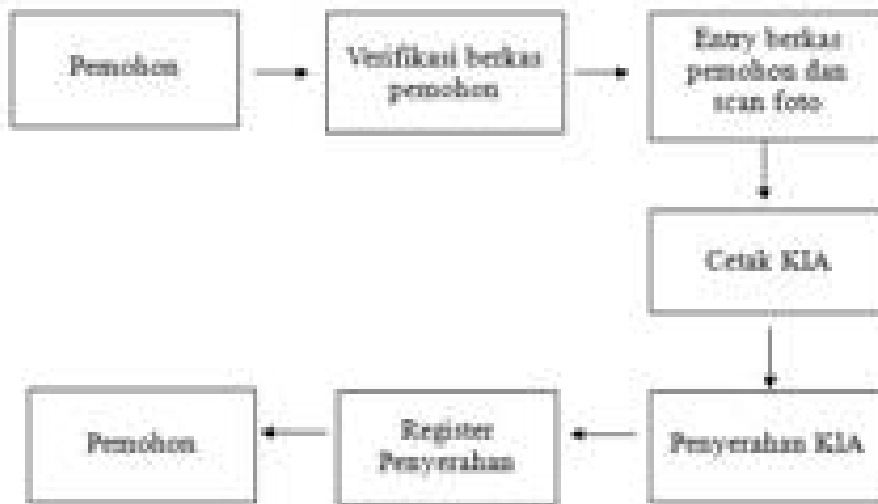 Pemohon
Verifikasi berkas
pemohon
Entry berkas
pemohon dan
scan foto
Cetak KIA
Penyerahan KIA
Register
Penyerahan
Pemohon